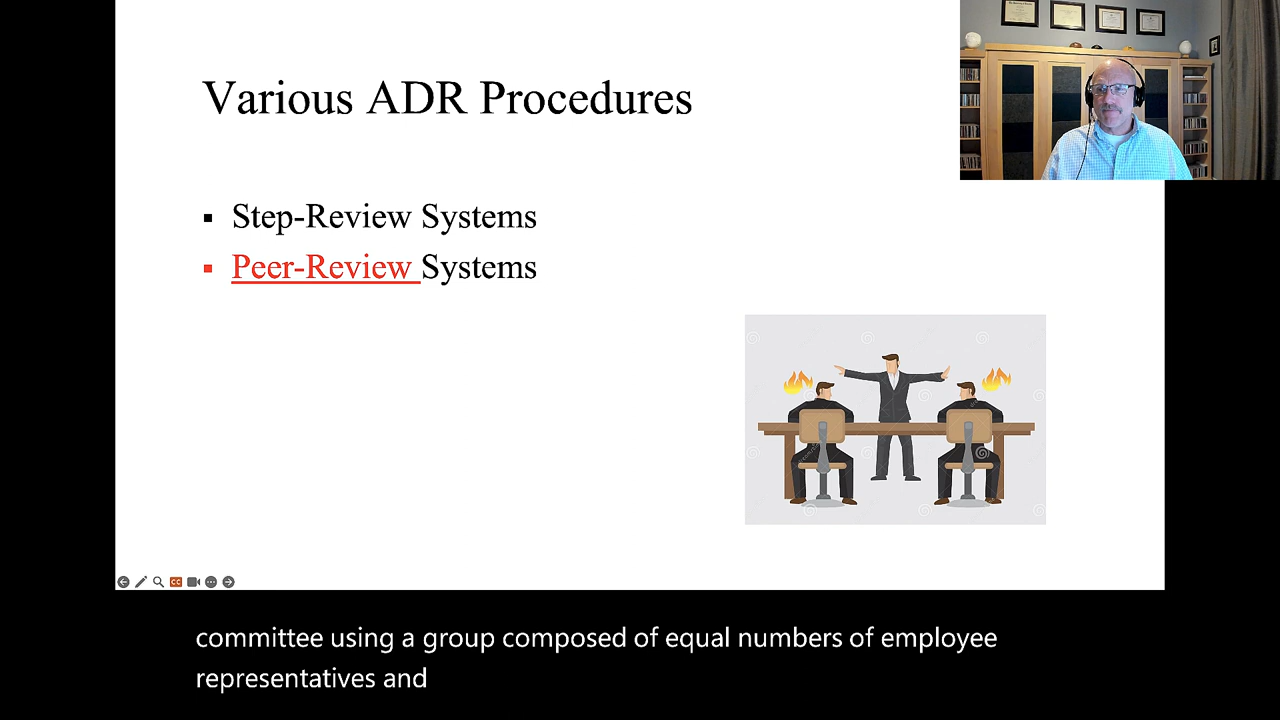 Various ADR Procedures
Step-Review Systems
Peer-Review Systems
CC
committee using a group composed of equal numbers of employee
representatives and